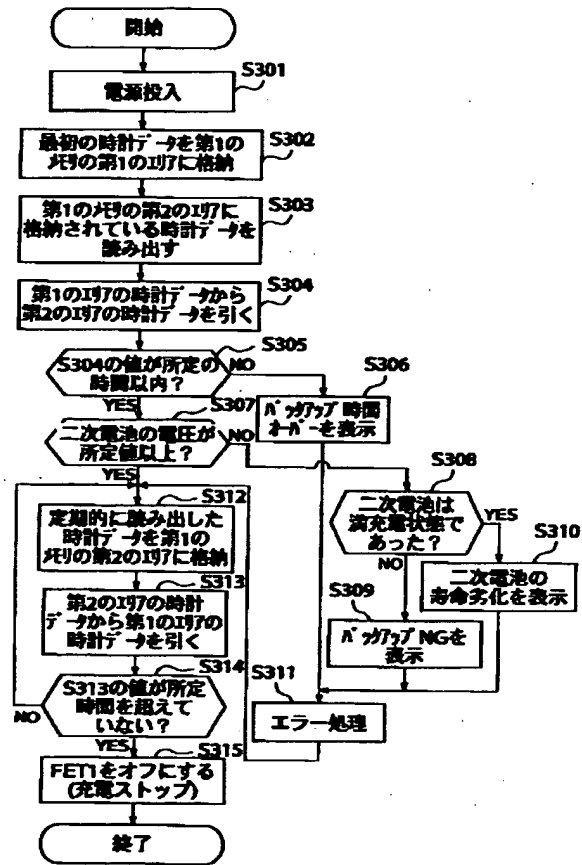 開始
S301
電源投入
S302
最初の時計データを第1の
メモリの第1のエリアに格納
S303
第1のメモリの第2のエリアに
格納されている時計データを
読み出す
S304
第1のエリアの時計データから
第2のエリアの時計データを引く
S305
S304の値が所定の
時間以内?
NO
YES
S306
バックアップ時間
オーバーを表示
S307
二次電池の電圧が
所定値以上?
NO
YES
S308
二次電池は
満充電状態で
あった?
YES
NO
S310
二次電池の
寿命劣化を表示
S309
バックアップNGを
表示
S311
エラー処理
S312
定期的に読み出した
時計データを第1の
メモリの第2のエリアに格納
S313
第2のエリアの時計
データから第1のエリアの
時計データを引く
S314
S313の値が所定
時間を超えて
いない?
NO
YES
S315
FET1をオフにする
(充電ストップ)
終了